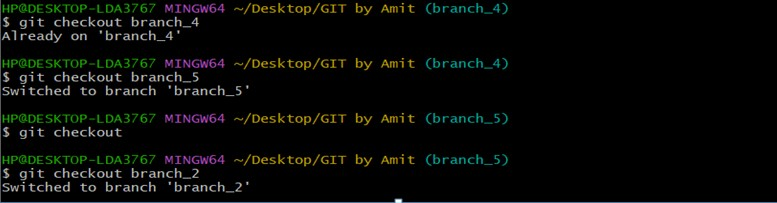 HP@DESKTOP-LDA3767 MINGW64 ~/Desktop/GIT by Amit (branch_4)
$ git checkout branch_4
Already on 'branch_4'
HP@DESKTOP-LDA3767 MINGW64 ~/Desktop/GIT by Amit (branch_4)
$ git checkout branch_5
Switched to branch 'branch_5'
HP@DESKTOP-LDA3767 MINGW64 ~/Desktop/GIT by Amit (branch_5)
$ git checkout
HP@DESKTOP-LDA3767 MINGW64 ~/Desktop/GIT by Amit (branch_5)
$ git checkout branch_2
Switched to branch 'branch_2'